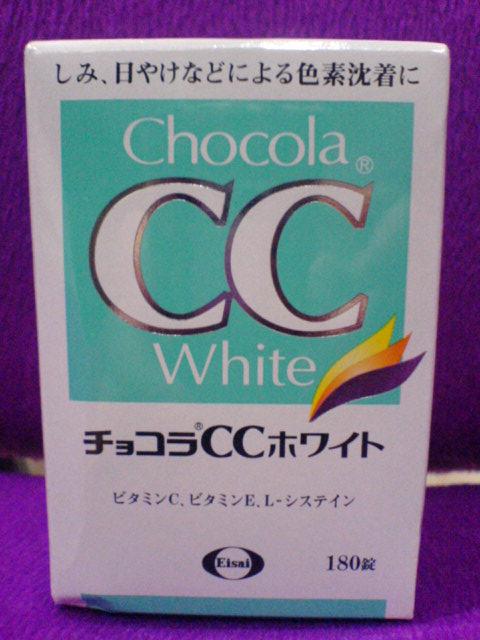 しみ、日やけなどによる色素沈着に
Chocola®
CC
White
チョコラ®CCホワイト
ビタミンC、ビタミンE、L-システイン
Eisai
180錠